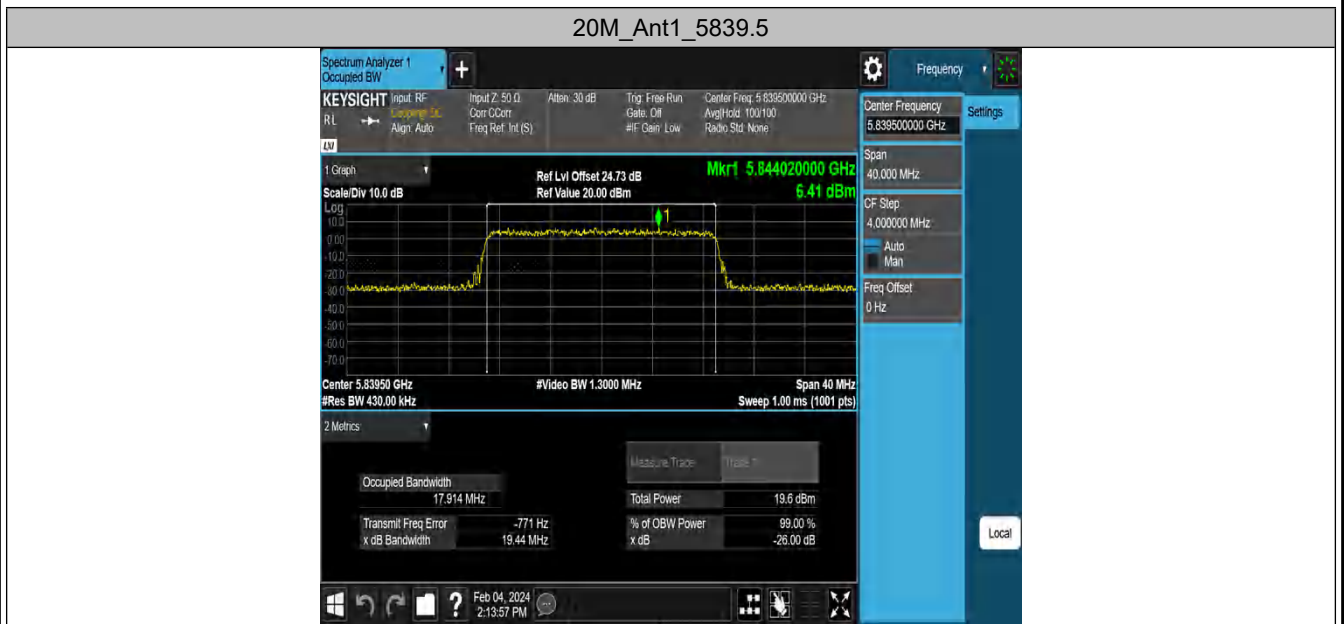 20M_Ant1_5839.5
Spectrum Analyzer 1
Occupied BW
+
Frequency
KEYSIGHT
Input: RF
Coupling: DC
Align: Auto
RL
LXI
Input Z: 50 Ω
Corr CCorr
Freq Ref: Int (S)
Atten: 30 dB
Trig: Free Run
Gate: Off
#IF Gain: Low
Center Freq: 5.839500000 GHz
Avg|Hold: 100/100
Radio Std: None
Center Frequency
5.839500000 GHz
Settings
Span
40.000 MHz
CF Step
4.000000 MHz
Auto
Man
Freq Offset
0 Hz
Local
1 Graph
Scale/Div 10.0 dB
Ref Lvl Offset 24.73 dB
Ref Value 20.00 dBm
Mkr1 5.844020000 GHz
6.41 dBm
Log
10.0
0.00
-10.0
-20.0
-30.0
-40.0
-50.0
-60.0
-70.0
1
Center 5.83950 GHz
#Video BW 1.3000 MHz
Span 40 MHz
#Res BW 430.00 kHz
Sweep 1.00 ms (1001 pts)
2 Metrics
Measure Trace
Trace 1
Occupied Bandwidth
17.914 MHz
Total Power 19.6 dBm
Transmit Freq Error -771 Hz
% of OBW Power 99.00 %
x dB Bandwidth 19.44 MHz
x dB -26.00 dB
?
Feb 04, 2024
2:13:57 PM